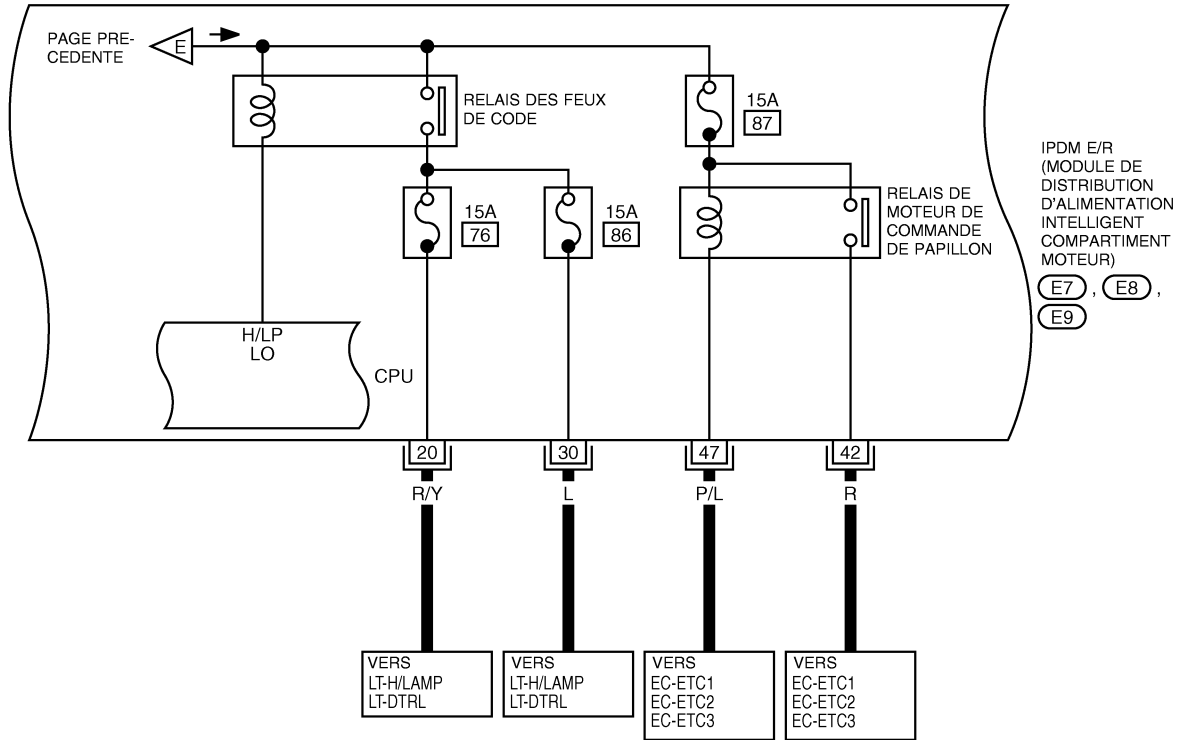 PAGE PRE-
CEDENTE
E
RELAIS DES FEUX
DE CODE
15A
87
IPDM E/R
(MODULE DE
DISTRIBUTION
D'ALIMENTATION
INTELLIGENT
COMPARTIMENT
MOTEUR)
E7 , E8 ,
E9
15A
76
15A
86
RELAIS DE
MOTEUR DE
COMMANDE
DE PAPILLON
H/LP
LO
CPU
20 30 47 42
R/Y L P/L R
VERS
LT-H/LAMP
LT-DTRL
VERS
LT-H/LAMP
LT-DTRL
VERS
EC-ETC1
EC-ETC2
EC-ETC3
VERS
EC-ETC1
EC-ETC2
EC-ETC3